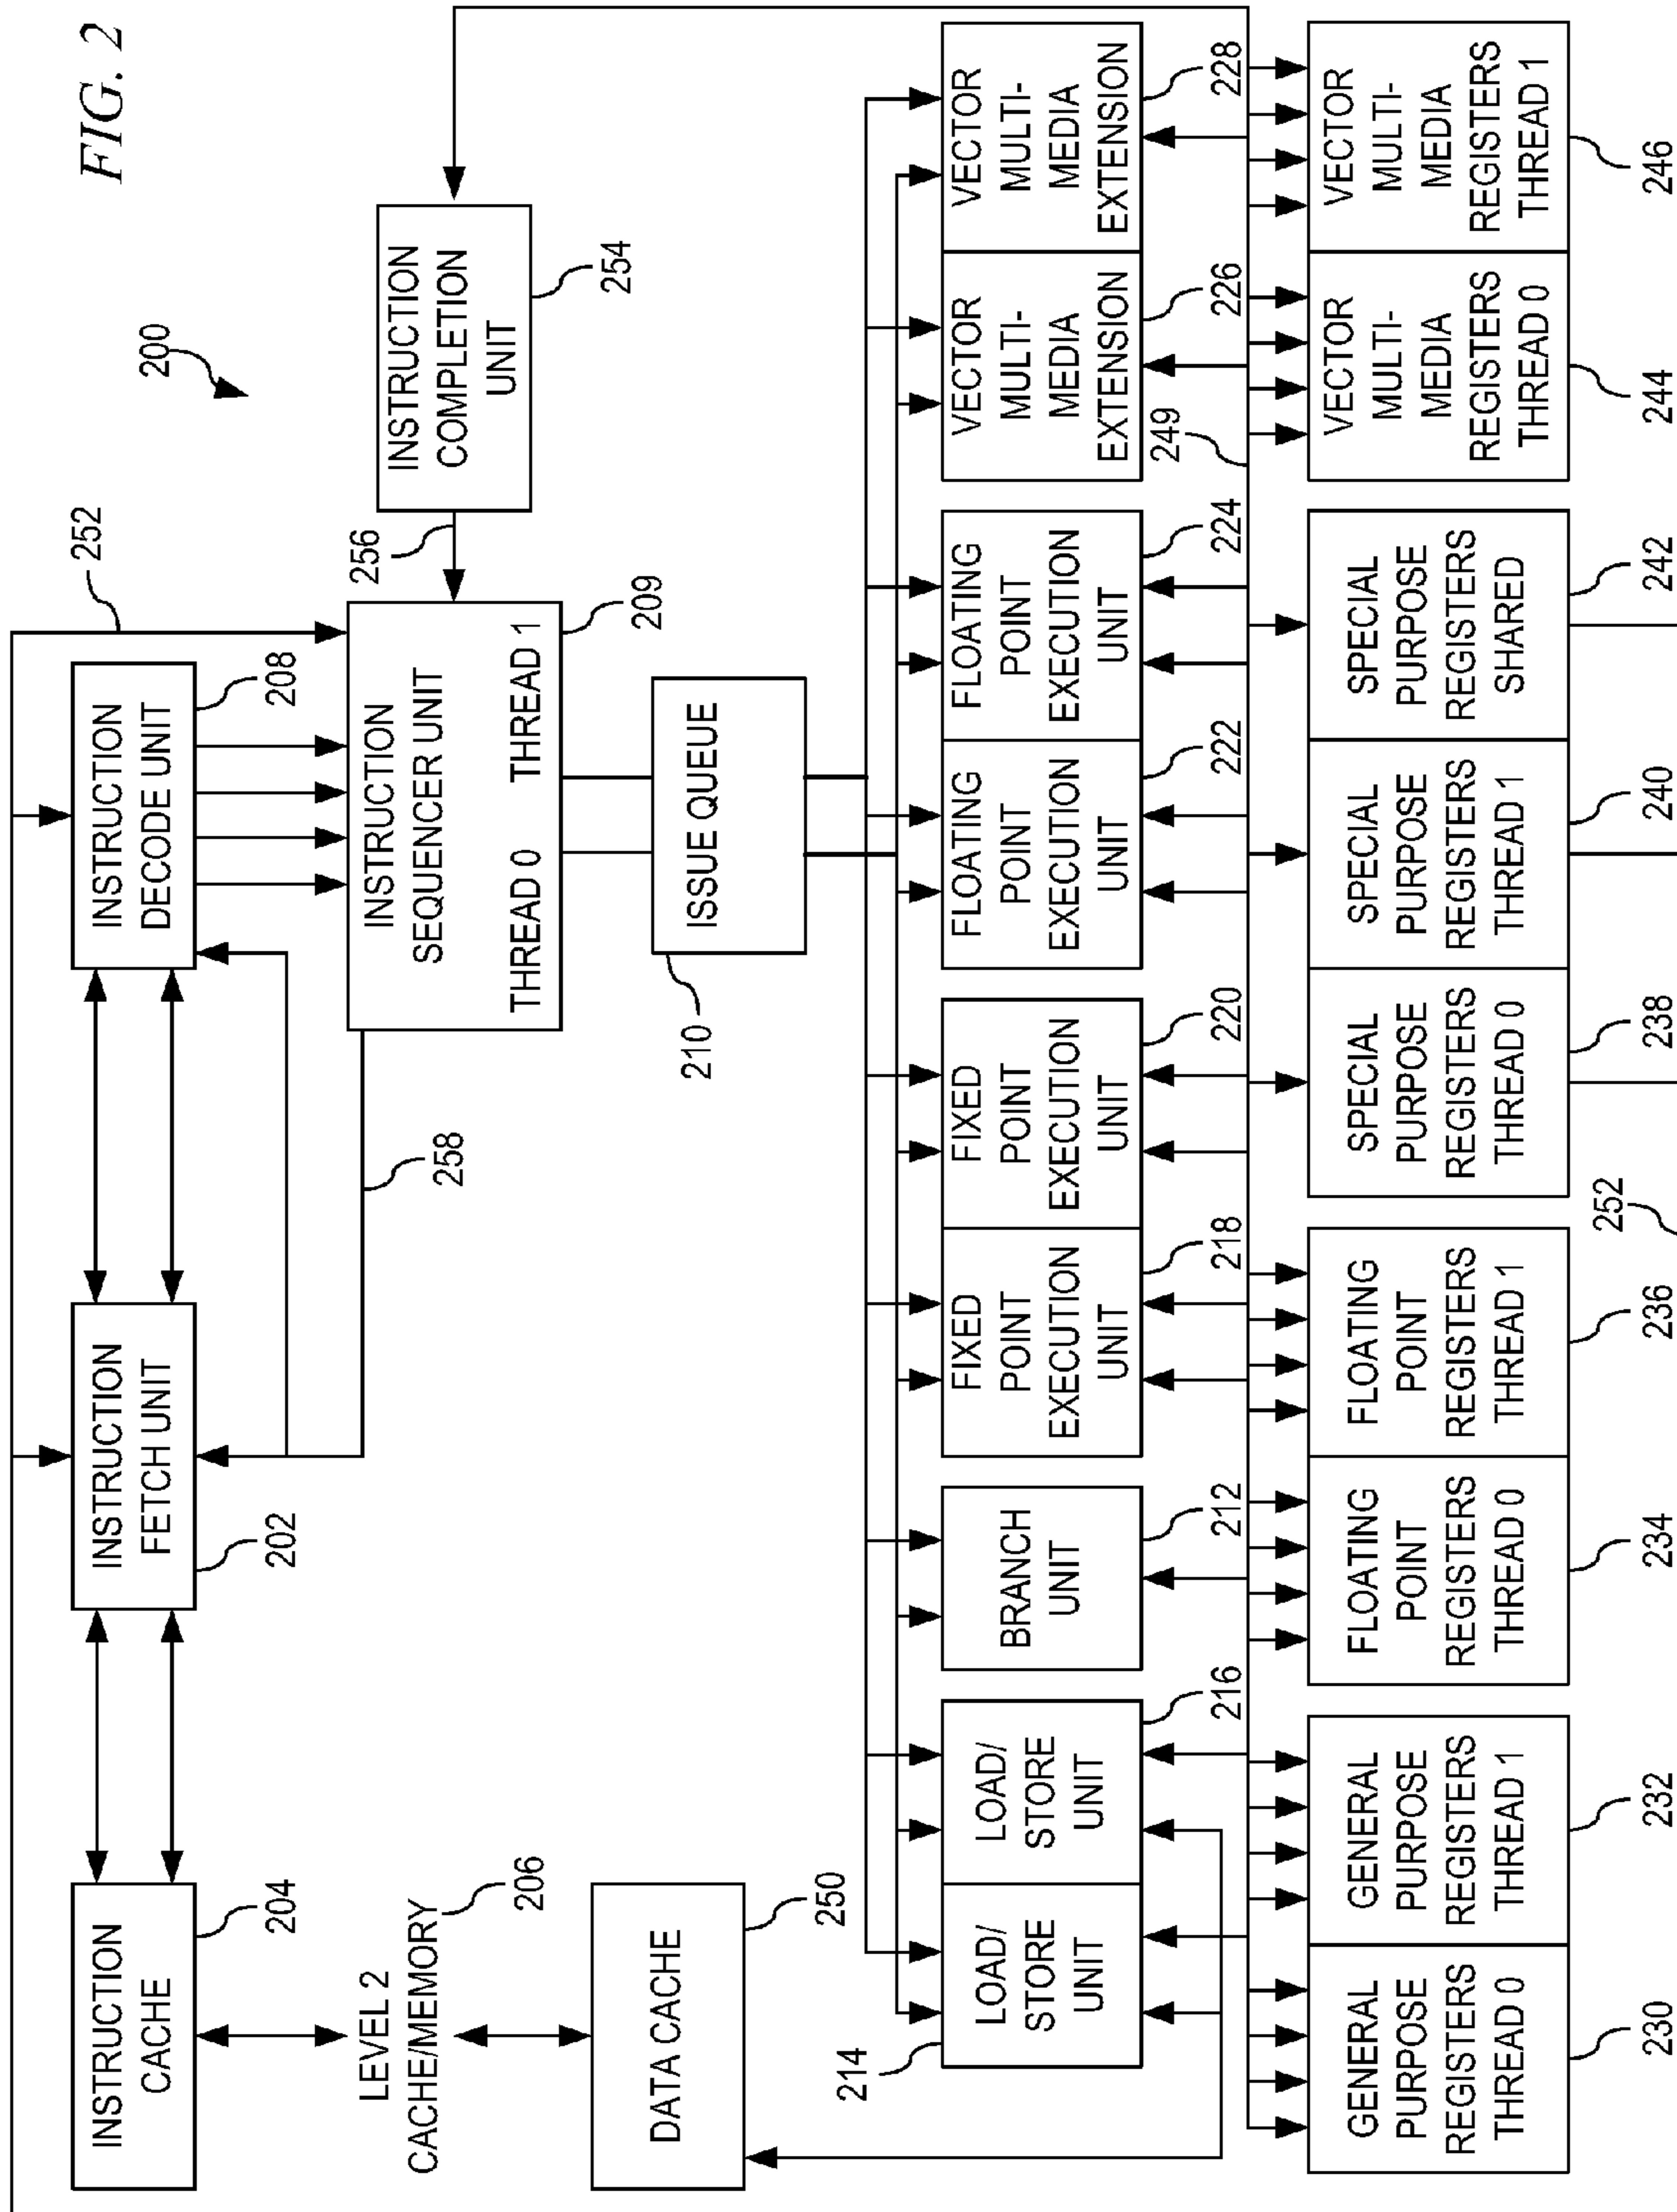 FIG. 2
200
252
INSTRUCTION
CACHE
204
INSTRUCTION
FETCH UNIT
202
INSTRUCTION
DECODE UNIT
208
LEVEL 2
CACHE/MEMORY
206
258
INSTRUCTION
SEQUENCER UNIT
THREAD 0
THREAD 1
209
256
INSTRUCTION
COMPLETION
UNIT
254
DATA CACHE
250
210
ISSUE QUEUE
214
LOAD/
STORE
UNIT
LOAD/
STORE
UNIT
216
BRANCH
UNIT
212
FIXED
POINT
EXECUTION
UNIT
218
FIXED
POINT
EXECUTION
UNIT
220
FLOATING
POINT
EXECUTION
UNIT
222
FLOATING
POINT
EXECUTION
UNIT
224
VECTOR
MULTI-
MEDIA
EXTENSION
226
VECTOR
MULTI-
MEDIA
EXTENSION
228
249
GENERAL
PURPOSE
REGISTERS
THREAD 0
230
GENERAL
PURPOSE
REGISTERS
THREAD 1
232
FLOATING
POINT
REGISTERS
THREAD 0
234
FLOATING
POINT
REGISTERS
THREAD 1
236
252
SPECIAL
PURPOSE
REGISTERS
THREAD 0
238
SPECIAL
PURPOSE
REGISTERS
THREAD 1
240
SPECIAL
PURPOSE
REGISTERS
SHARED
242
VECTOR
MULTI-
MEDIA
REGISTERS
THREAD 0
244
VECTOR
MULTI-
MEDIA
REGISTERS
THREAD 1
246